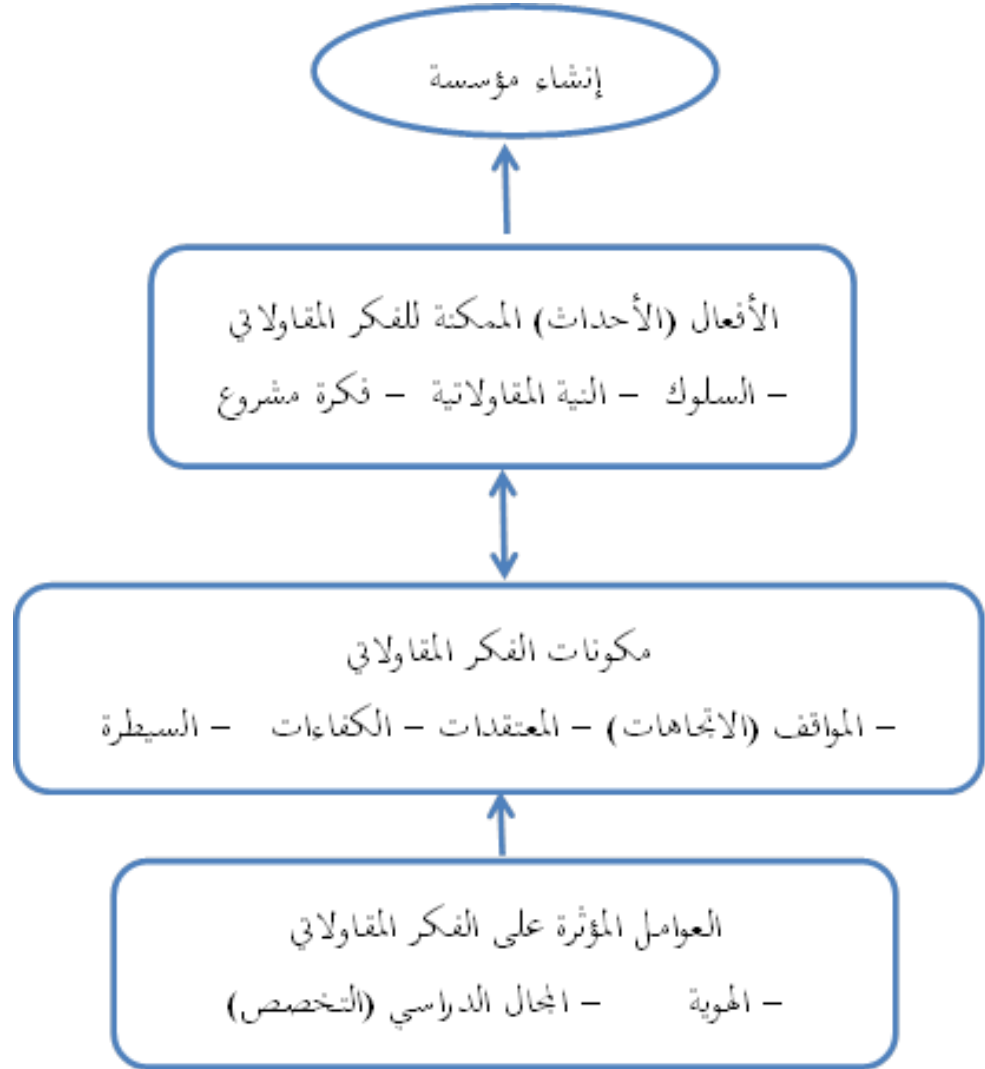 إنشاء مؤسسة
الأفعال (الأحداث) الممكنة للفكر المقاولاتي
– السلوك – النية المقاولاتية – فكرة مشروع
مكونات الفكر المقاولاتي
– المواقف (الاتجاهات) – المعتقدات – الكفاءات – السيطرة
العوامل المؤثرة على الفكر المقاولاتي
– الهوية – المجال الدراسي (التخصص)